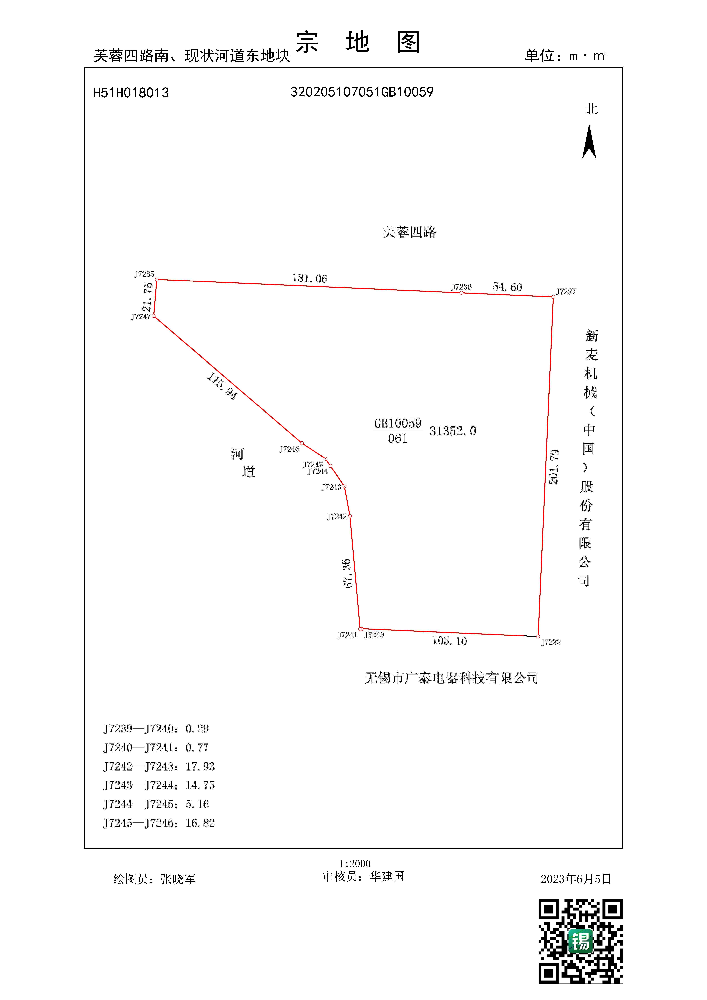 宗 地 图
芙蓉四路南、现状河道东地块
单位：m·㎡
H51H018013
320205107051GB10059
北
芙蓉四路
J7235
181.06
J7236
54.60
J7237
21.75
J7247
新麦机械（中国）股份有限公司
115.94
GB10059
061
31352.0
J7246
河道
J7245
J7244
J7243
201.79
J7242
67.36
J7241
J7240
105.10
J7238
无锡市广泰电器科技有限公司
J7239—J7240：0.29
J7240—J7241：0.77
J7242—J7243：17.93
J7243—J7244：14.75
J7244—J7245：5.16
J7245—J7246：16.82
1:2000
绘图员：张晓军
审核员：华建国
2023年6月5日
锡